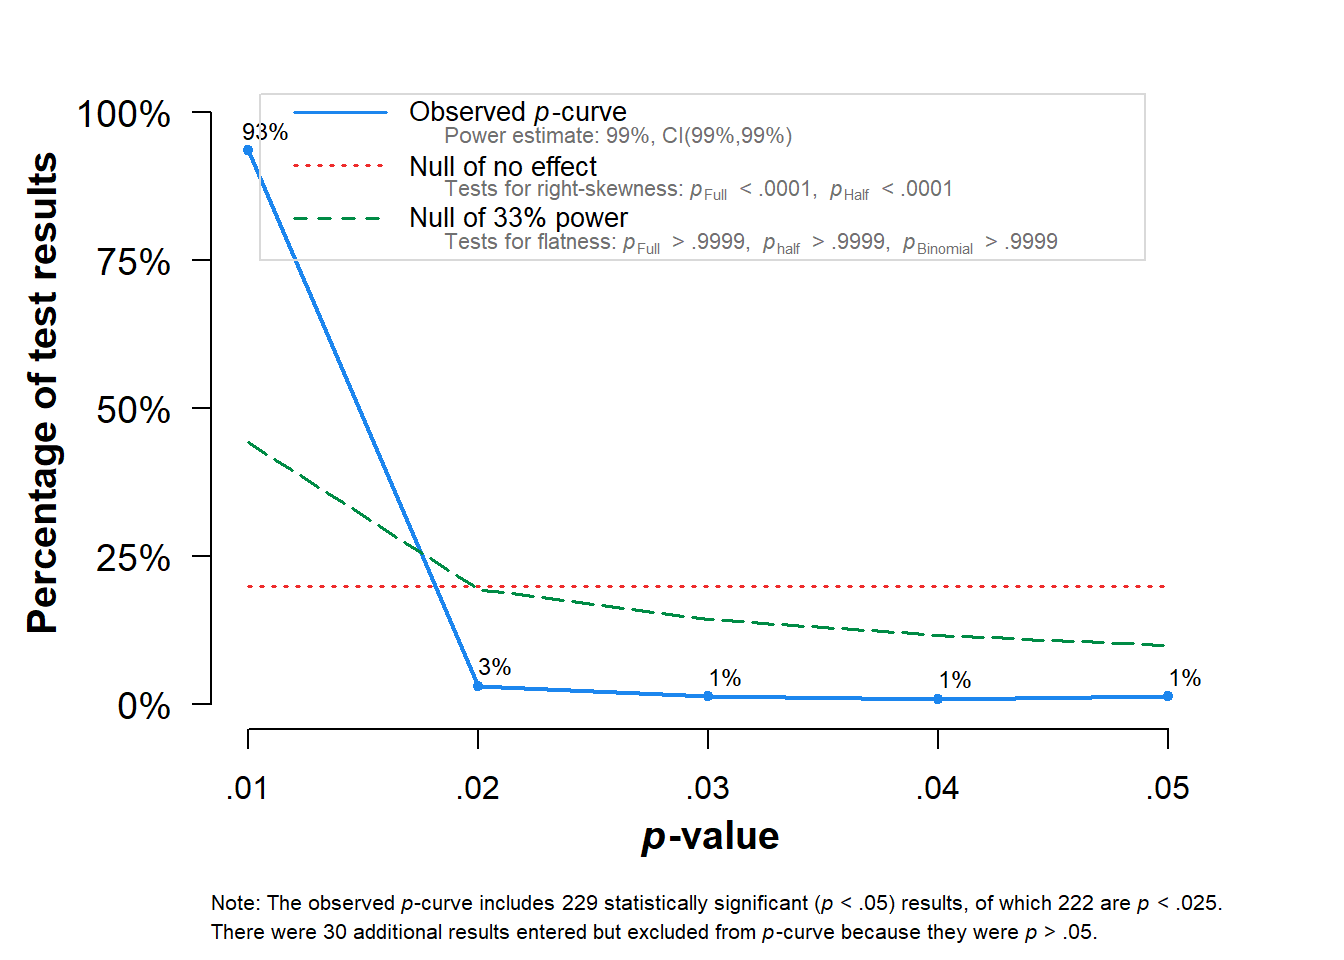 100%
75%
50%
25%
0%
Percentage of test results
Observed p-curve
Power estimate: 99%, CI(99%,99%)
Null of no effect
Tests for right-skewness: pFull < .0001, pHalf < .0001
Null of 33% power
Tests for flatness: pFull > .9999, phalf > .9999, pBinomial > .9999
93%
3%
1%
1%
1%
.01 .02 .03 .04 .05
p-value
Note: The observed p-curve includes 229 statistically significant (p < .05) results, of which 222 are p < .025.
There were 30 additional results entered but excluded from p-curve because they were p > .05.